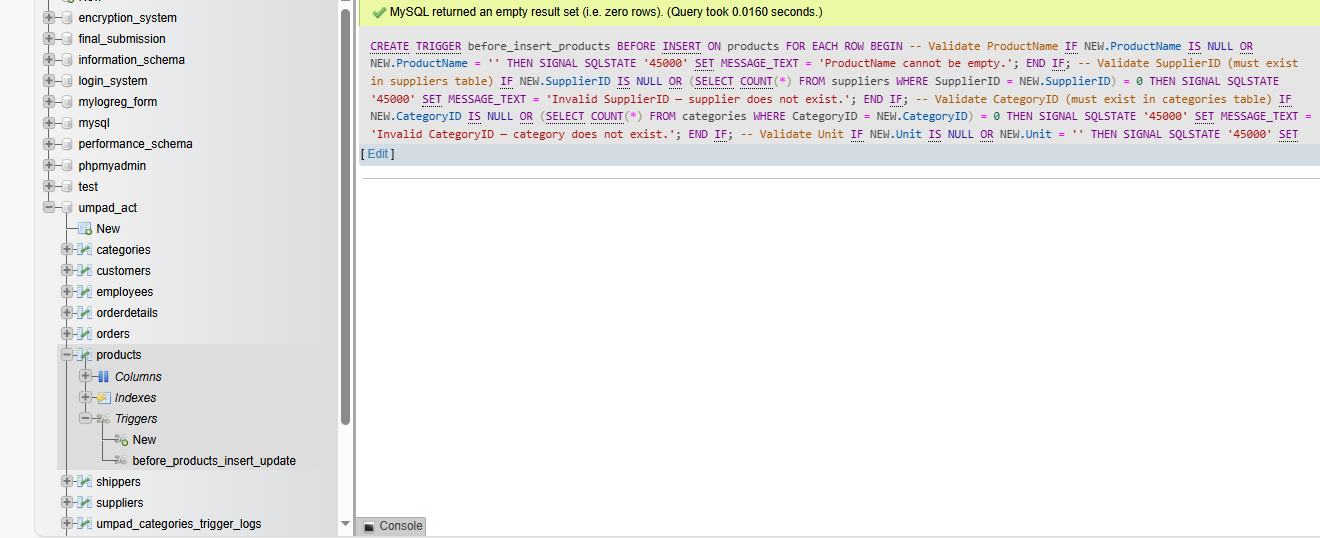 encryption_system
final_submission
information_schema
login_system
mylogreg_form
mysql
performance_schema
phpmyadmin
test
umpad_act
New
categories
customers
employees
orderdetails
orders
products
Columns
Indexes
Triggers
New
before_products_insert_update
shippers
suppliers
umpad_categories_trigger_logs
MySQL returned an empty result set (i.e. zero rows). (Query took 0.0160 seconds.)
CREATE TRIGGER before_insert_products BEFORE INSERT ON products FOR EACH ROW BEGIN -- Validate ProductName IF NEW.ProductName IS NULL OR
NEW.ProductName = '' THEN SIGNAL SQLSTATE '45000' SET MESSAGE_TEXT = 'ProductName cannot be empty.'; END IF; -- Validate SupplierID (must exist
in suppliers table) IF NEW.SupplierID IS NULL OR (SELECT COUNT(*) FROM suppliers WHERE SupplierID = NEW.SupplierID) = 0 THEN SIGNAL SQLSTATE
'45000' SET MESSAGE_TEXT = 'Invalid SupplierID — supplier does not exist.'; END IF; -- Validate CategoryID (must exist in categories table) IF
NEW.CategoryID IS NULL OR (SELECT COUNT(*) FROM categories WHERE CategoryID = NEW.CategoryID) = 0 THEN SIGNAL SQLSTATE '45000' SET MESSAGE_TEXT =
'Invalid CategoryID — category does not exist.'; END IF; -- Validate Unit IF NEW.Unit IS NULL OR NEW.Unit = '' THEN SIGNAL SQLSTATE '45000' SET
[ Edit ]
Console